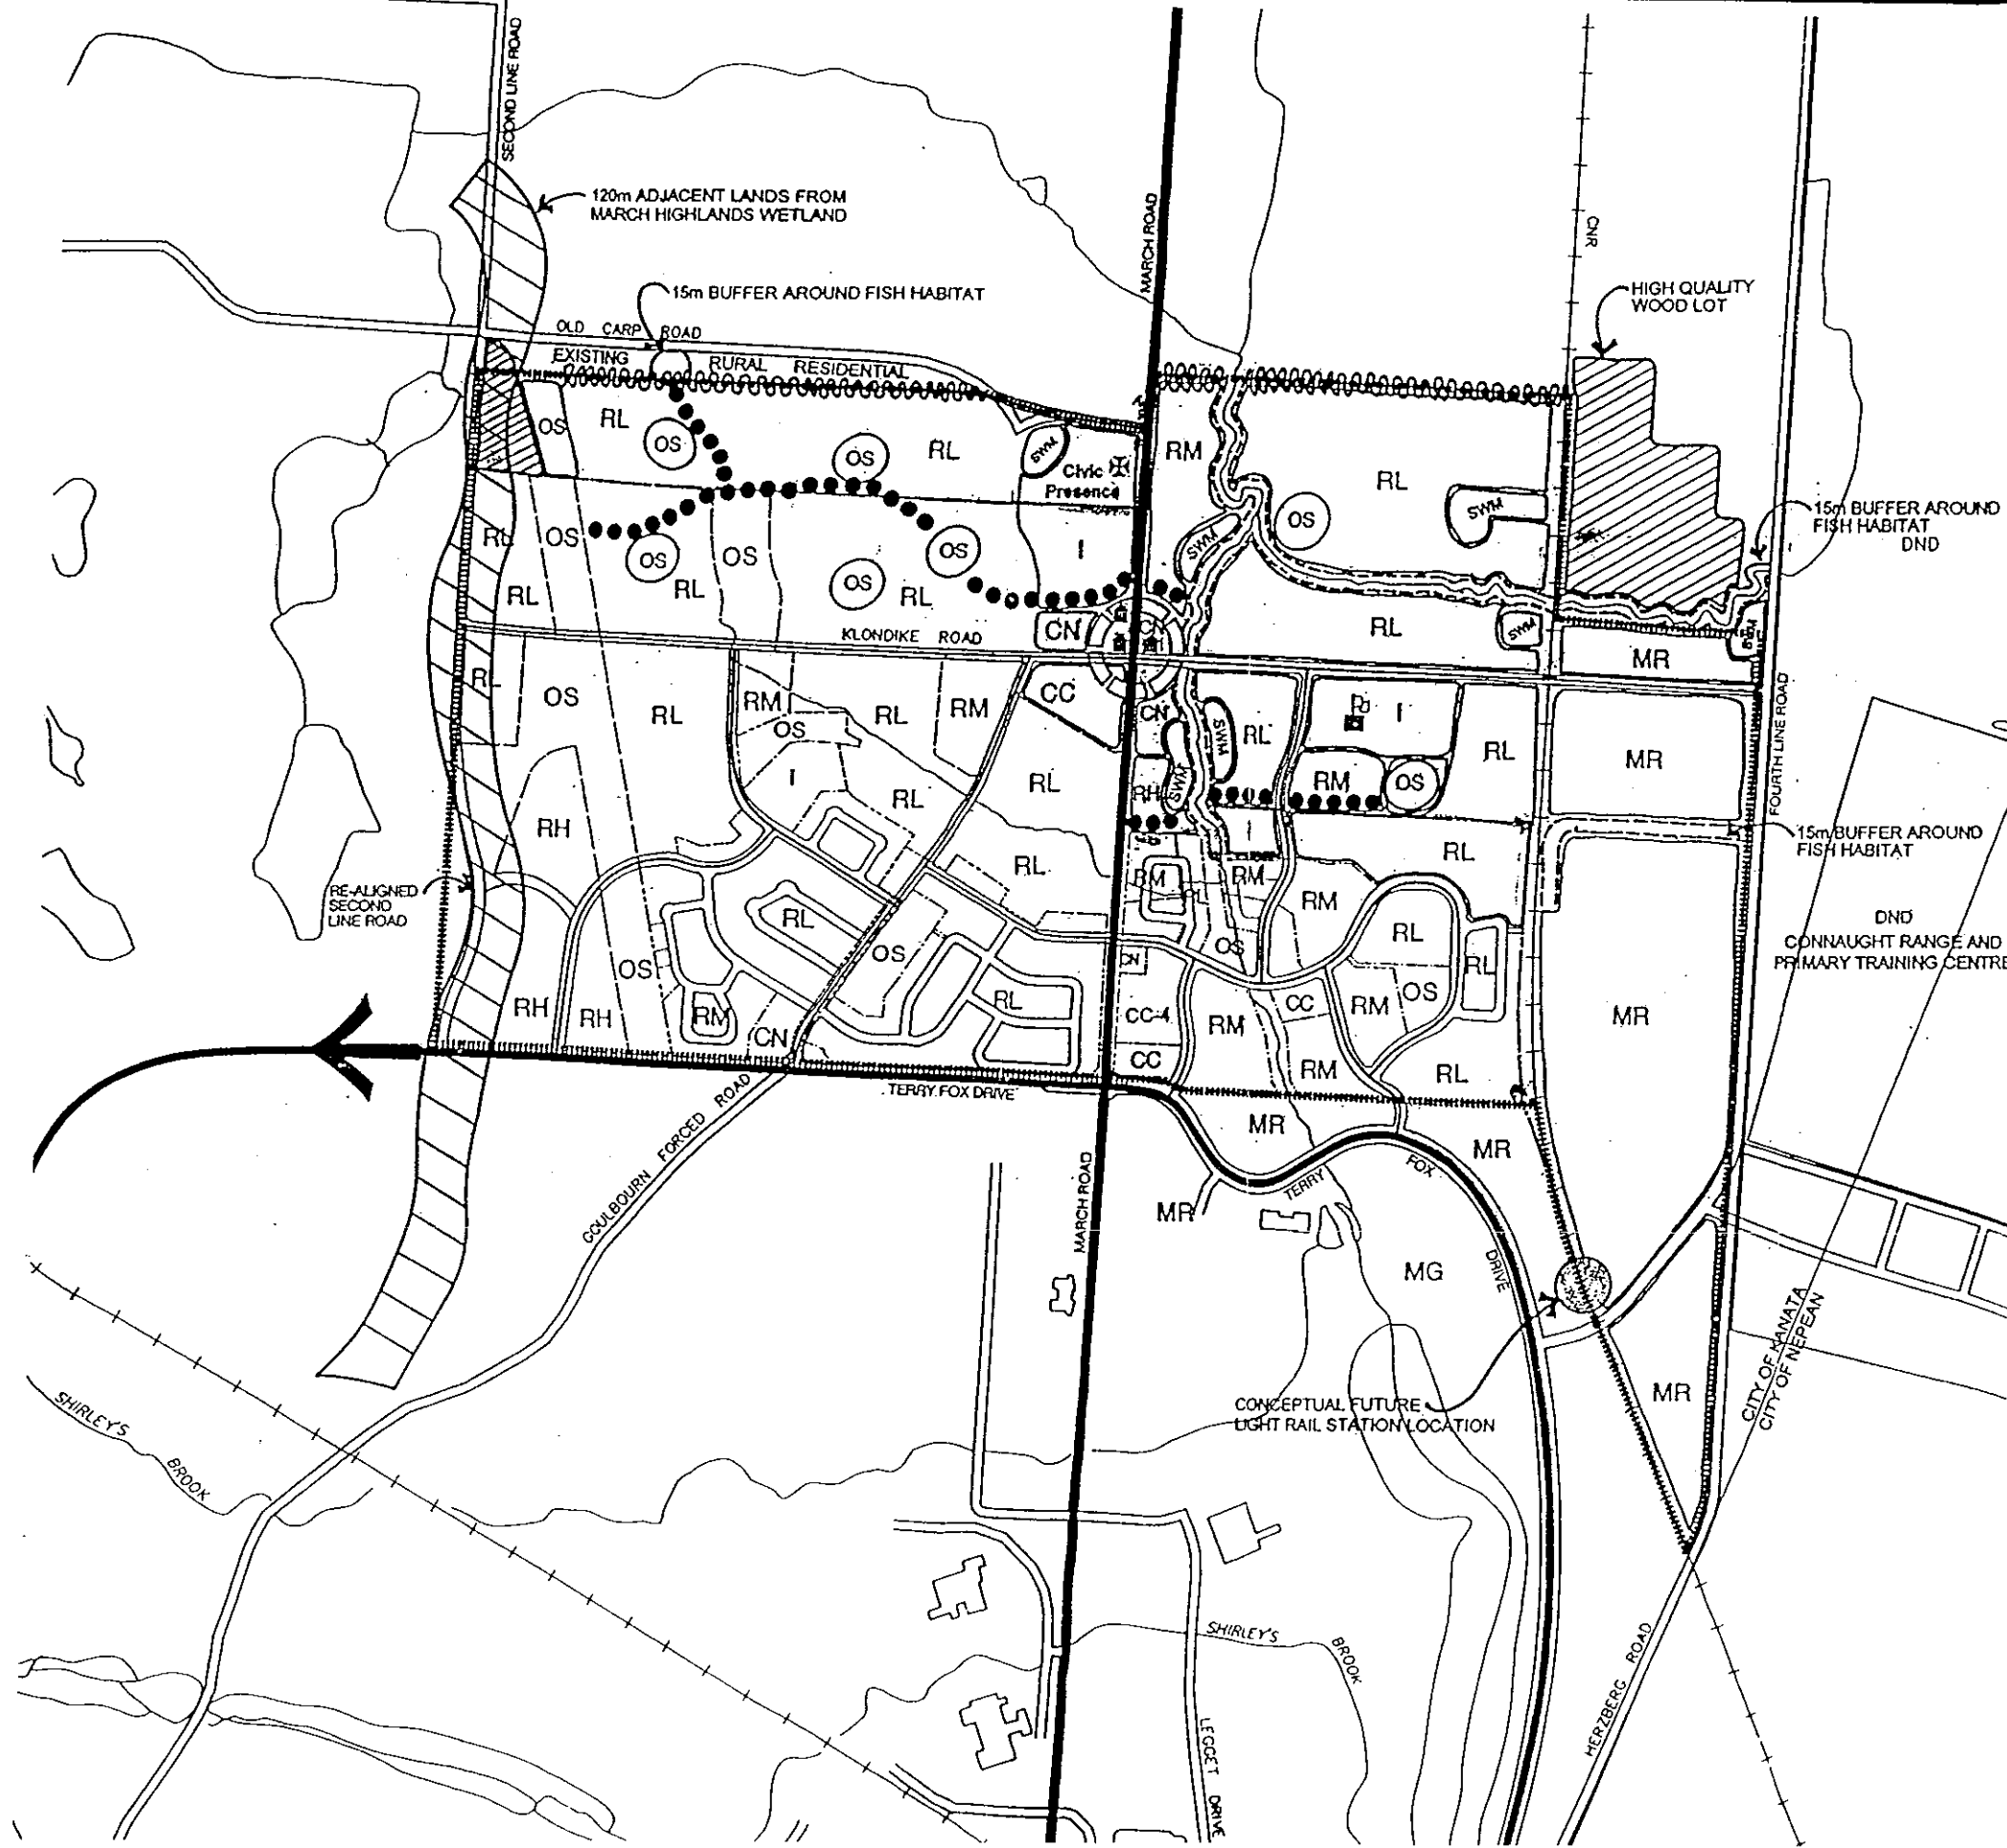 SECOND LINE ROAD
120m ADJACENT LANDS FROM
MARCH HIGHLANDS WETLAND
MARCH ROAD
CNR
15m BUFFER AROUND FISH HABITAT
HIGH QUALITY
WOOD LOT
OLD CARP ROAD
EXISTING RURAL RESIDENTIAL
OS
RL
OS
OS
RL
SWM
Civic
Presence
RM
RL
SWM
OS
15m BUFFER AROUND
FISH HABITAT
DND
RL
OS
OS
OS
OS
I
SWM
RL
RL
OS
RL
CN
RL
SWM
SWM
KLONDIKE ROAD
MR
RL
OS
RL
RM
OS
RL
RM
CC
CN
SWM
RL
I
RL
MR
FOURTH LINE ROAD
I
RL
RL
RH
SWM
RM
OS
RH
RL
I
RL
15m BUFFER AROUND
FISH HABITAT
RE-ALIGNED
SECOND
LINE ROAD
RM
RM
RM
RL
OS
RL
RL
OS
OS
CN
RL
DND
CONNAUGHT RANGE AND
PRIMARY TRAINING CENTRE
RH
RH
RM
CN
RL
CC-4
RM
CC
RM
OS
MR
CC
RM
RL
TERRY FOX DRIVE
GOULBOURN FORCED ROAD
MR
MR
TERRY FOX DRIVE
MR
MARCH ROAD
MG
CITY OF KANATA
CITY OF NEPEAN
MR
CONCEPTUAL FUTURE
LIGHT RAIL STATION LOCATION
SHIRLEY'S BROOK
SHIRLEY'S BROOK
LEGGET DRIVE
HERZBERG ROAD